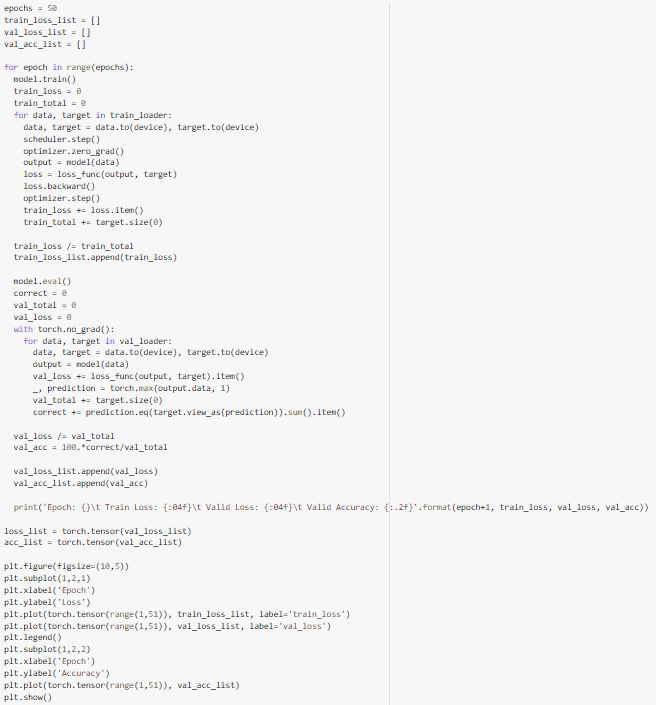 epochs = 50
train_loss_list = []
val_loss_list = []
val_acc_list = []
for epoch in range(epochs):
  model.train()
  train_loss = 0
  train_total = 0
  for data, target in train_loader:
    data, target = data.to(device), target.to(device)
    scheduler.step()
    optimizer.zero_grad()
    output = model(data)
    loss = loss_func(output, target)
    loss.backward()
    optimizer.step()
    train_loss += loss.item()
    train_total += target.size(0)
  train_loss /= train_total
  train_loss_list.append(train_loss)
  model.eval()
  correct = 0
  val_total = 0
  val_loss = 0
  with torch.no_grad():
    for data, target in val_loader:
      data, target = data.to(device), target.to(device)
      output = model(data)
      val_loss += loss_func(output, target).item()
      _, prediction = torch.max(output.data, 1)
      val_total += target.size(0)
      correct += prediction.eq(target.view_as(prediction)).sum().item()
  val_loss /= val_total
  val_acc = 100.*correct/val_total
  val_loss_list.append(val_loss)
  val_acc_list.append(val_acc)
  print('Epoch: {}\t Train Loss: {:04f}\t Valid Loss: {:04f}\t Valid Accuracy: {:.2f}'.format(epoch+1, train_loss, val_loss, val_acc))
loss_list = torch.tensor(val_loss_list)
acc_list = torch.tensor(val_acc_list)
plt.figure(figsize=(10,5))
plt.subplot(1,2,1)
plt.xlabel('Epoch')
plt.ylabel('Loss')
plt.plot(torch.tensor(range(1,51)), train_loss_list, label='train_loss')
plt.plot(torch.tensor(range(1,51)), val_loss_list, label='val_loss')
plt.legend()
plt.subplot(1,2,2)
plt.xlabel('Epoch')
plt.ylabel('Accuracy')
plt.plot(torch.tensor(range(1,51)), val_acc_list)
plt.show()